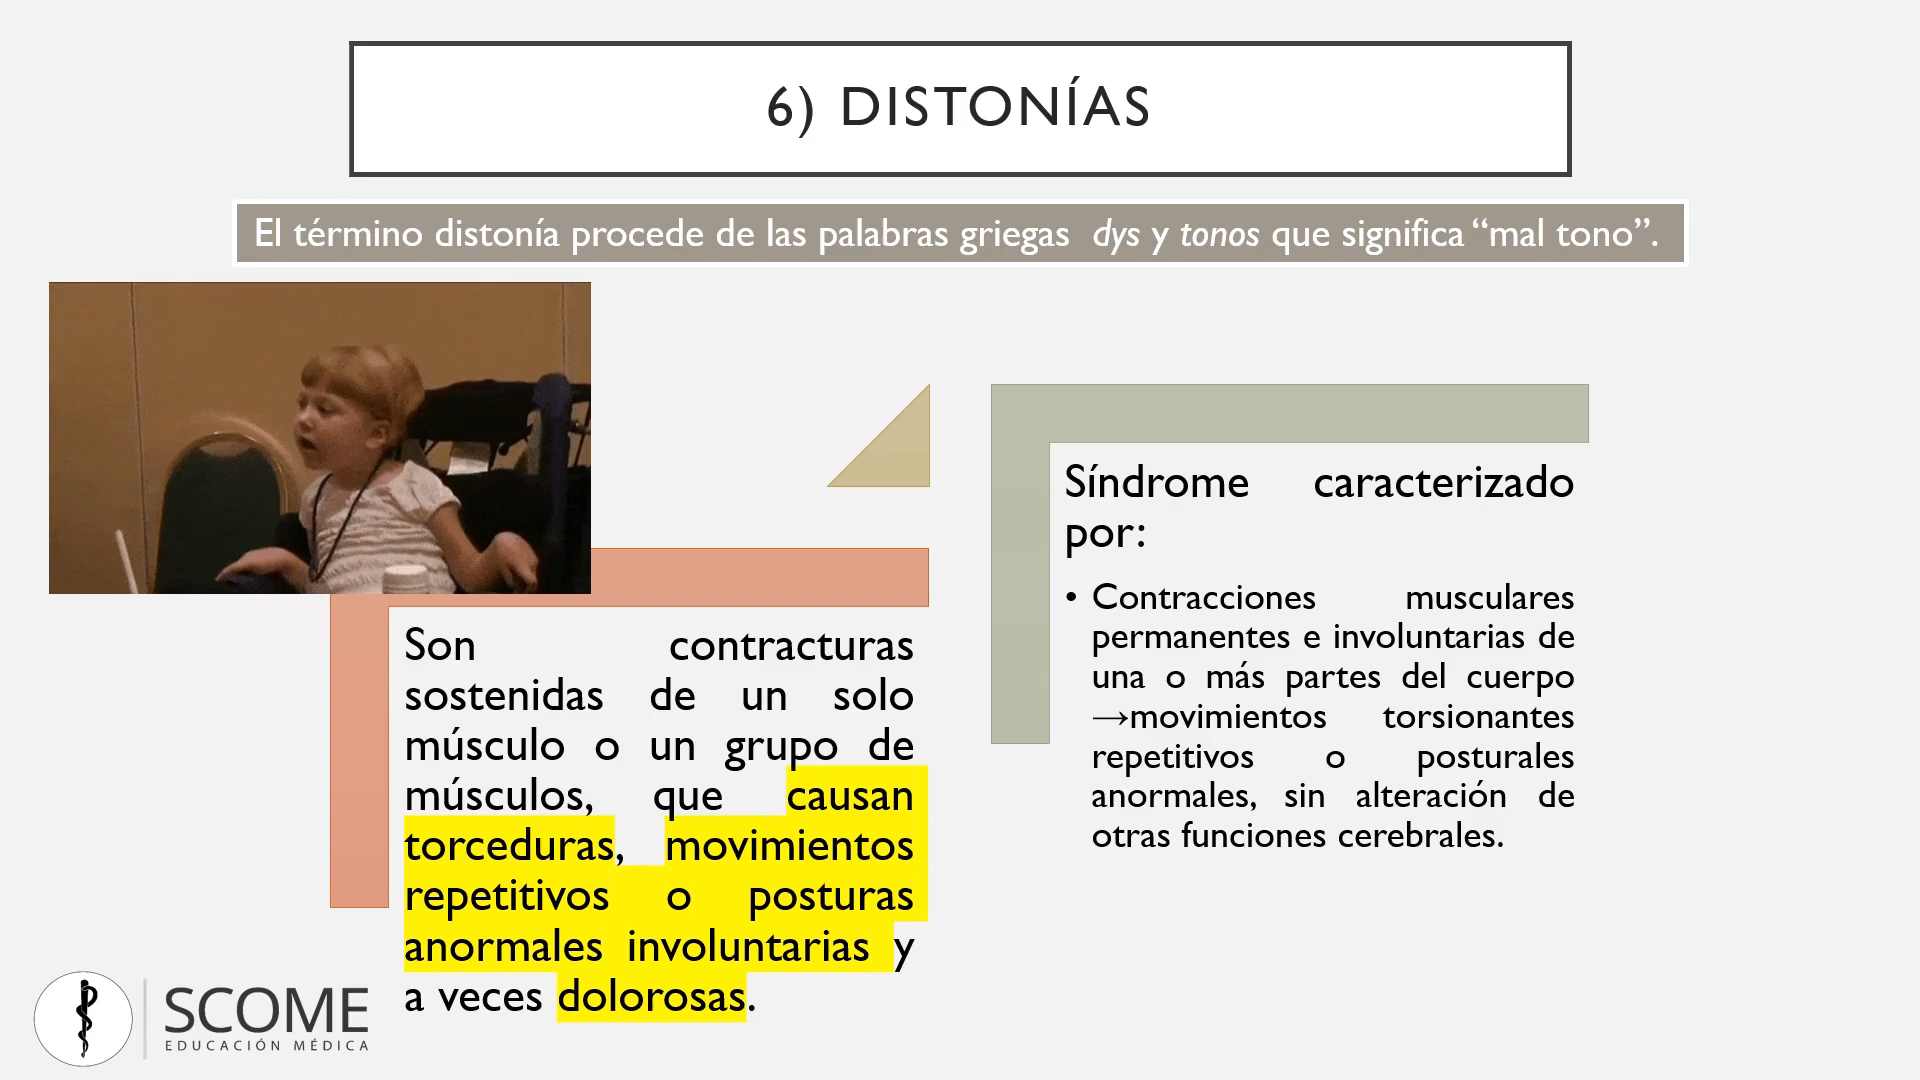 6) DISTONÍAS
El término distonía procede de las palabras griegas dys y tonos que significa “mal tono”.
Son contracturas
sostenidas de un solo
músculo o un grupo de
músculos, que causan
torceduras, movimientos
repetitivos o posturas
anormales involuntarias y
a veces dolorosas.
Síndrome caracterizado
por:
• Contracciones musculares
permanentes e involuntarias de
una o más partes del cuerpo
→movimientos torsionantes
repetitivos o posturales
anormales, sin alteración de
otras funciones cerebrales.
SCOME
EDUCACIÓN MÉDICA